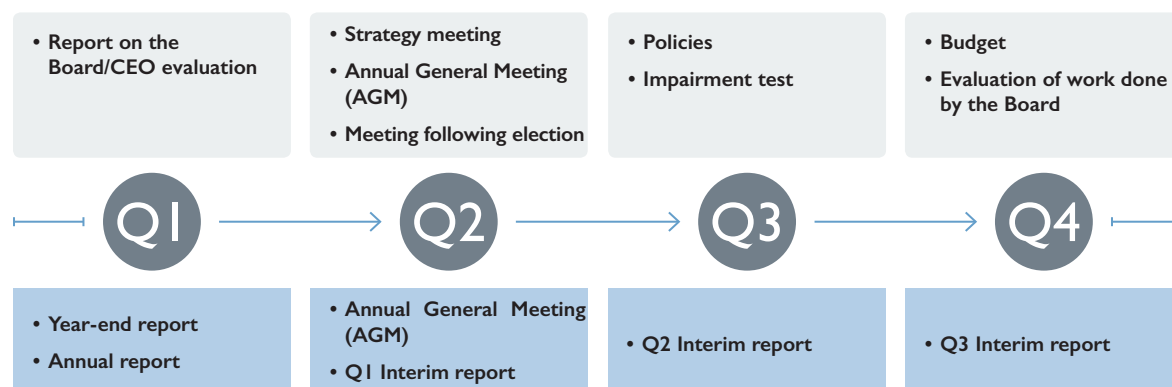 • Report on the
Board/CEO evaluation
• Strategy meeting
• Annual General Meeting
(AGM)
• Meeting following election
• Policies
• Impairment test
• Budget
• Evaluation of work done
by the Board
Q1
Q2
Q3
Q4
• Year-end report
• Annual report
• Annual General Meeting
(AGM)
• Q1 Interim report
• Q2 Interim report
• Q3 Interim report